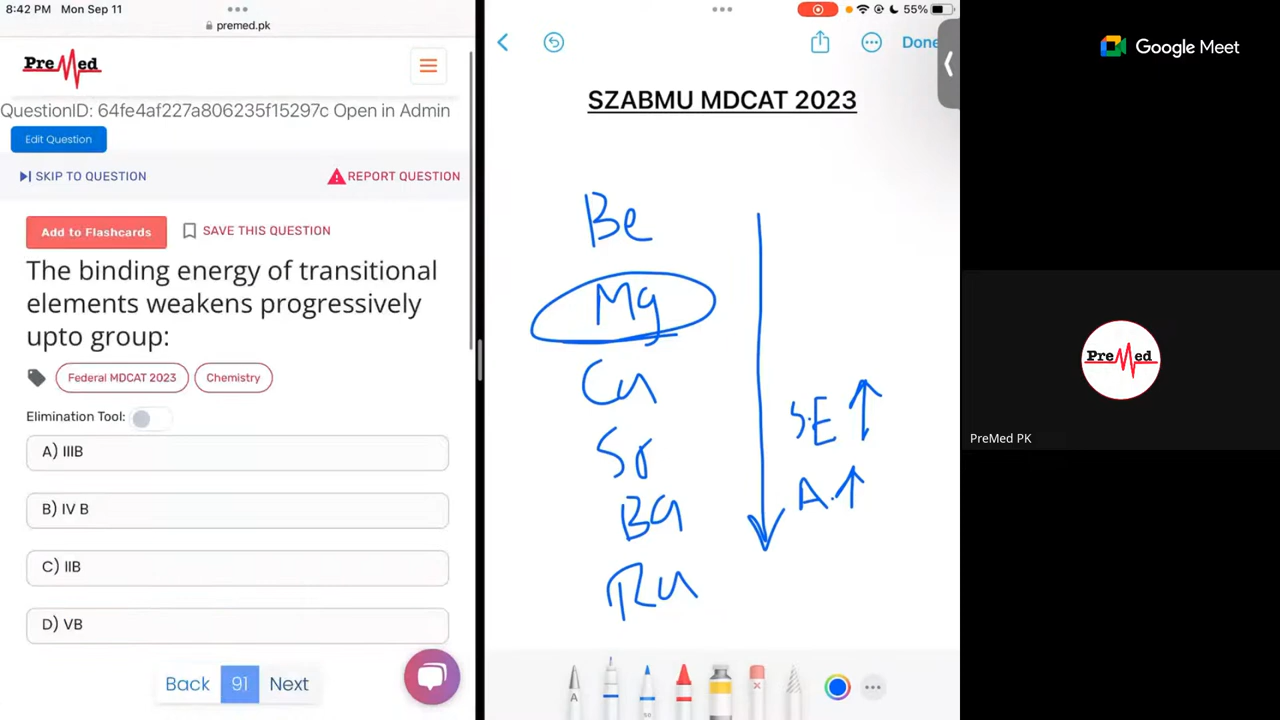 8:42 PM Mon Sep 11
premed.pk
PreMed
QuestionID: 64fe4af227a806235f15297c Open in Admin
Edit Question
SKIP TO QUESTION
REPORT QUESTION
Add to Flashcards
SAVE THIS QUESTION
The binding energy of transitional
elements weakens progressively
upto group:
Federal MDCAT 2023
Chemistry
Elimination Tool:
A) IIIB
B) IV B
C) IIB
D) VB
Back 91 Next
55%
Done
SZABMU MDCAT 2023
Be
Mg
Ca
Sr
Ba
Ra
S.E ↑
A. ↑
A
Google Meet
PreMed
PreMed PK